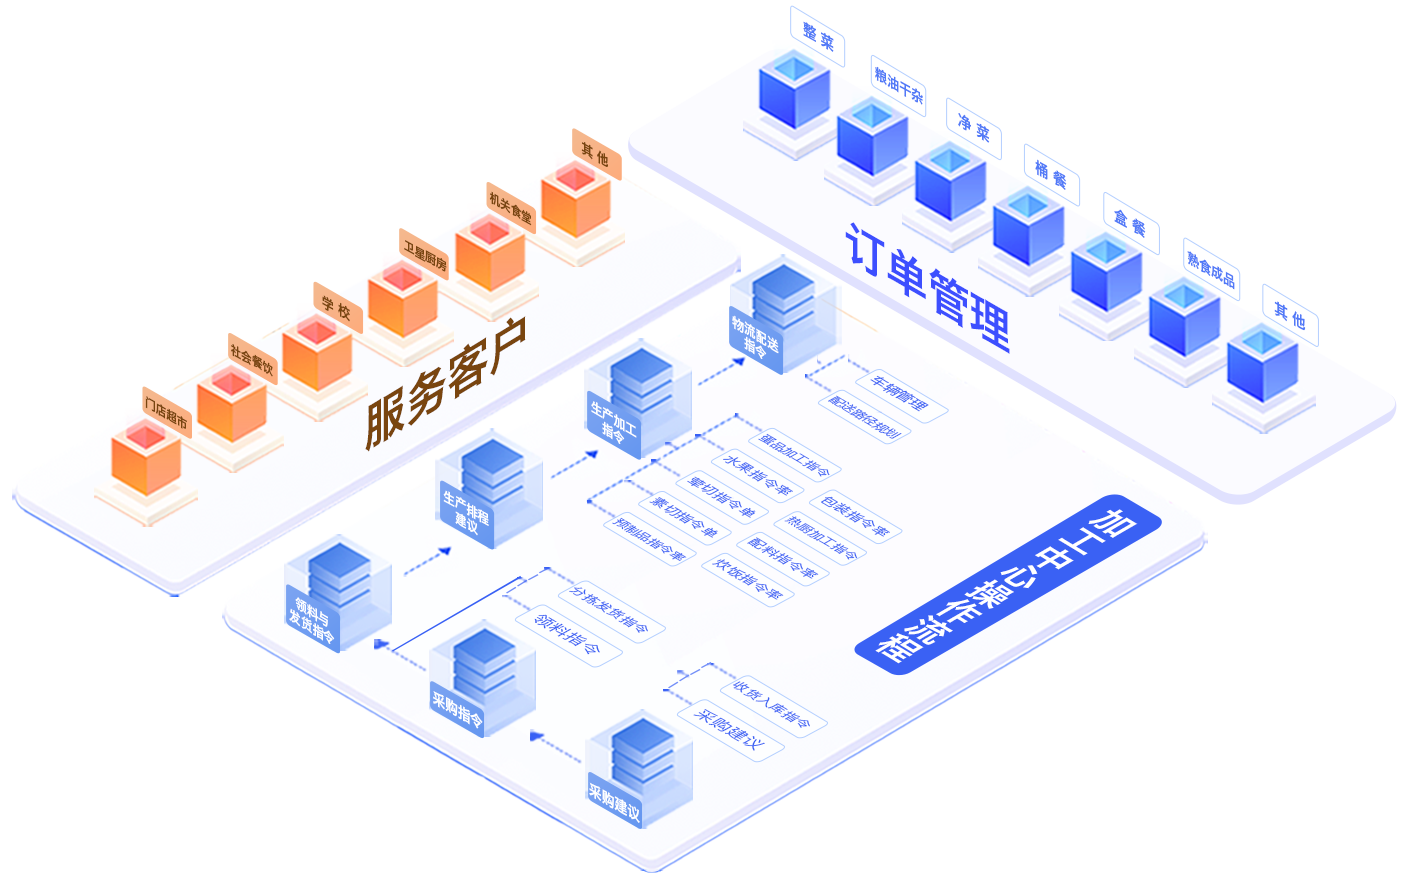 整菜
粮油干杂
净菜
桶餐
盒餐
熟食成品
其他
订单管理
其他
机关食堂
卫星厨房
学校
社会餐饮
门店超市
服务客户
物流配送
指令
车辆管理
配送路径规划
生产加工
指令
蛋品加工指令
水果指令率
荤切指令单
素切指令单
预制品指令率
包装指令率
热厨加工指令
配料指令率
炊饭指令率
生产排程
建议
领料与
发货指令
分拣发货指令
领料指令
采购指令
收货入库指令
采购建议
采购建议
加工中心操作流程